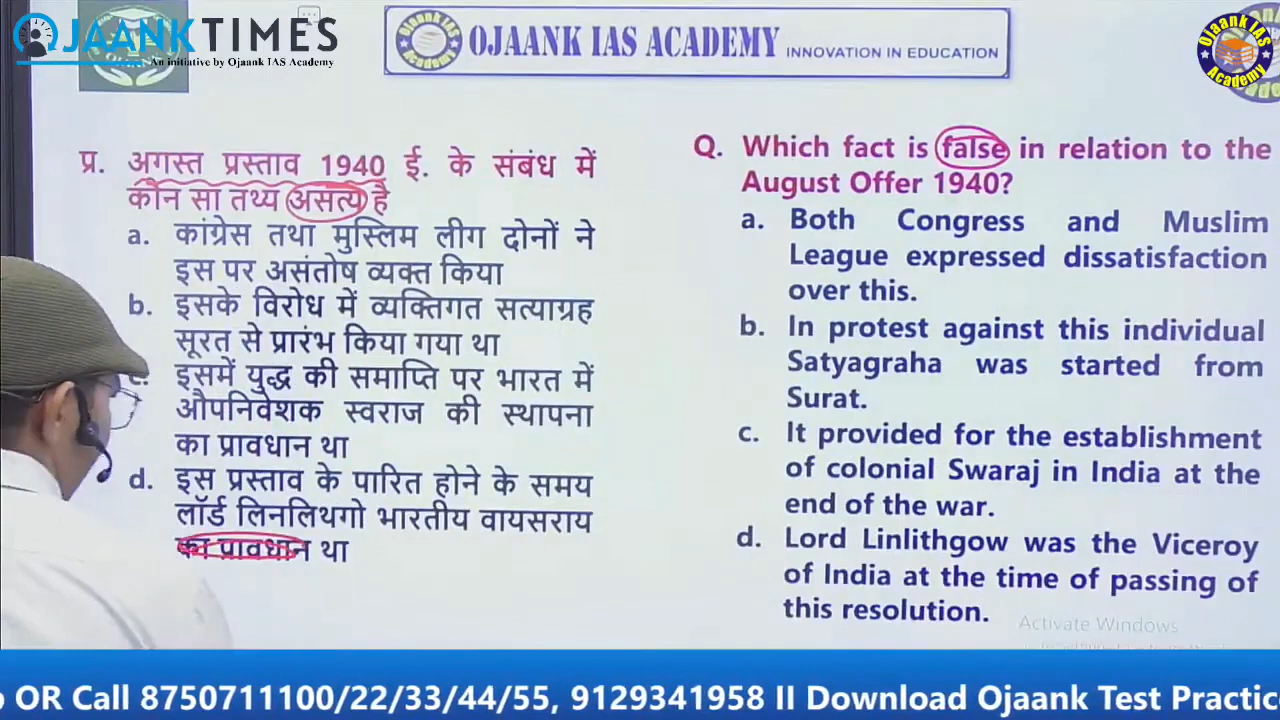 OJAANKTIMES
An initiative by Ojaank IAS Academy
OJAANK IAS ACADEMY INNOVATION IN EDUCATION
Ojaank IAS
Academy
प्र. अगस्त प्रस्ताव 1940 ई. के संबंध में
कौन सा तथ्य असत्य है
a. कांग्रेस तथा मुस्लिम लीग दोनों ने
इस पर असंतोष व्यक्त किया
b. इसके विरोध में व्यक्तिगत सत्याग्रह
सूरत से प्रारंभ किया गया था
c. इसमें युद्ध की समाप्ति पर भारत में
औपनिवेशक स्वराज की स्थापना
का प्रावधान था
d. इस प्रस्ताव के पारित होने के समय
लॉर्ड लिनलिथगो भारतीय वायसराय
का प्रावधान था
Q. Which fact is false in relation to the
August Offer 1940?
a. Both Congress and Muslim
League expressed dissatisfaction
over this.
b. In protest against this individual
Satyagraha was started from
Surat.
c. It provided for the establishment
of colonial Swaraj in India at the
end of the war.
d. Lord Linlithgow was the Viceroy
of India at the time of passing of
this resolution.
Activate Windows
OR Call 8750711100/22/33/44/55, 9129341958 II Download Ojaank Test Practic